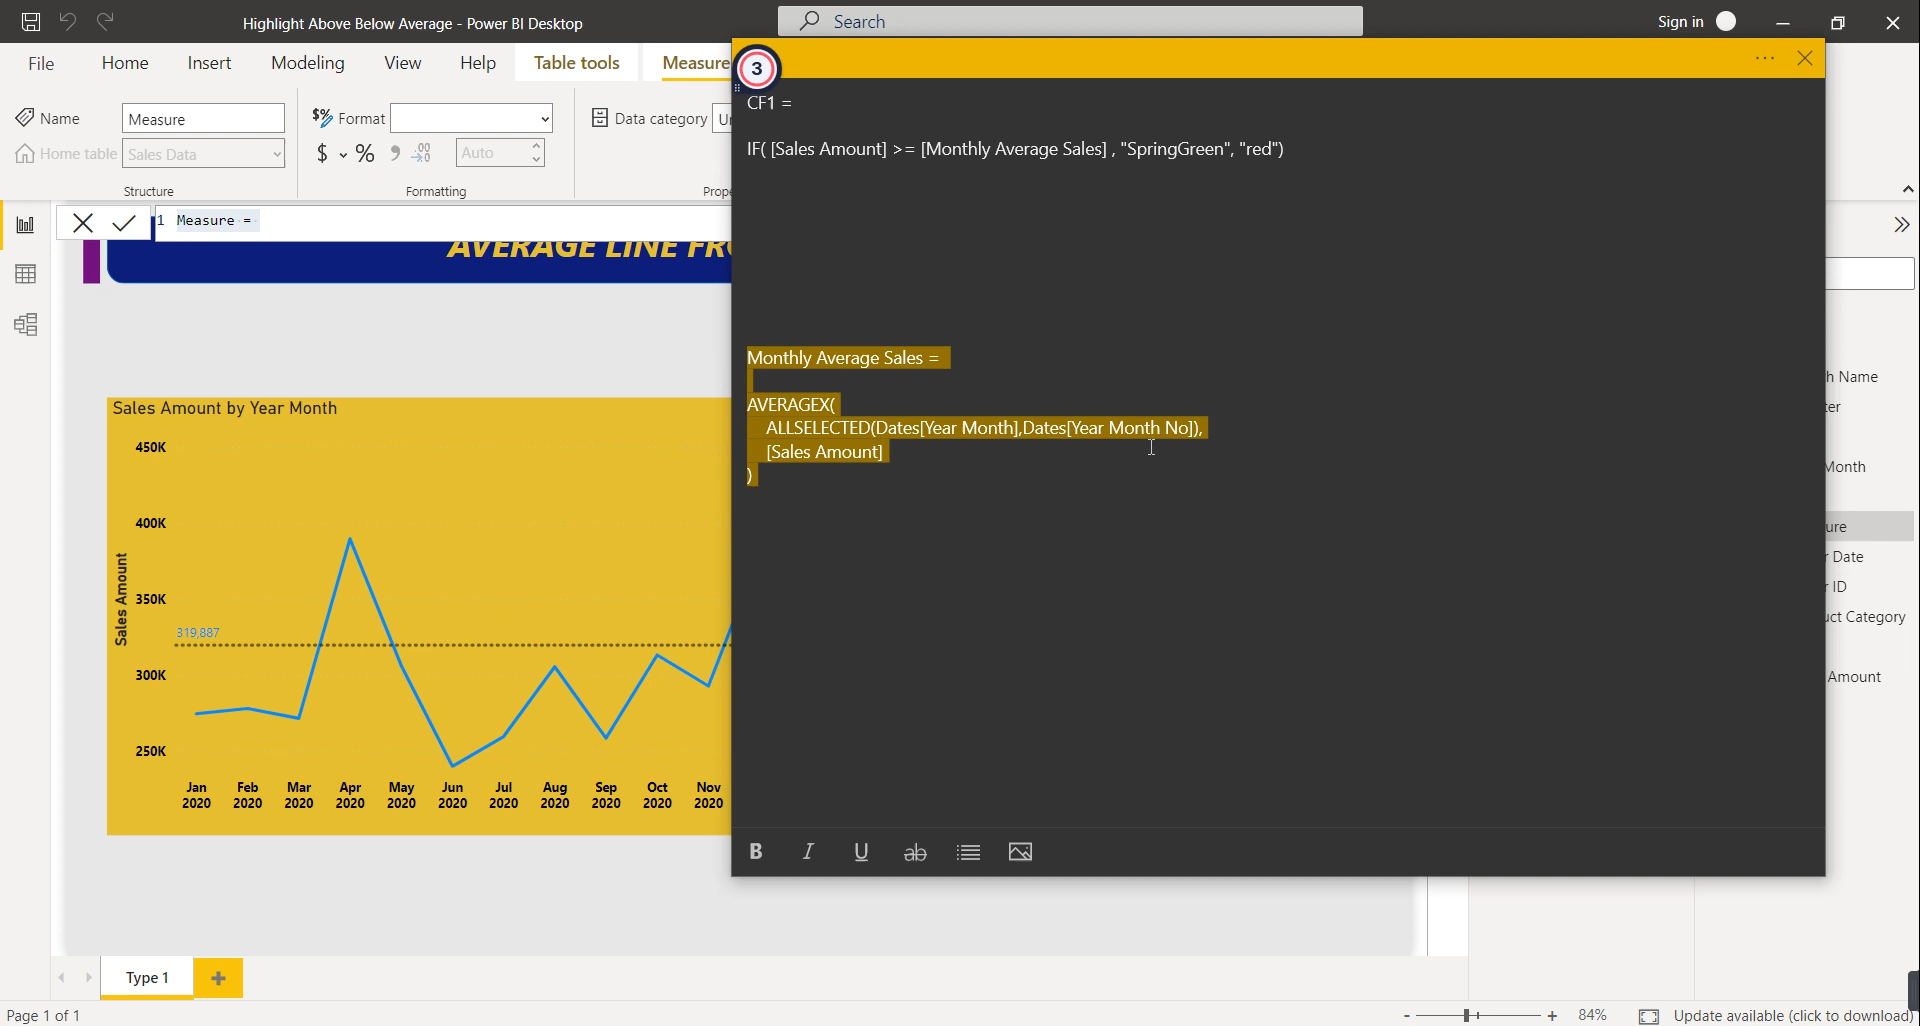 Highlight Above Below Average - Power BI Desktop
Search
Sign in
File Home Insert Modeling View Help Table tools Measure
3
Name Measure
Format
Data category
Home table Sales Data
$ % 9 .00
Auto
Structure
Formatting
1 Measure =
CF1 =
IF( [Sales Amount] >= [Monthly Average Sales] , "SpringGreen", "red")
Monthly Average Sales =
AVERAGEX(
ALLSELECTED(Dates[Year Month],Dates[Year Month No]),
[Sales Amount]
)
AVERAGE LINE
Sales Amount by Year Month
Sales Amount
450K
400K
350K
300K
250K
319,887
Jan 2020
Feb 2020
Mar 2020
Apr 2020
May 2020
Jun 2020
Jul 2020
Aug 2020
Sep 2020
Oct 2020
Nov 2020
Name
Month
Date
ID
Category
Amount
B I U ab
Type 1 +
Page 1 of 1
- + 84%
Update available (click to download)